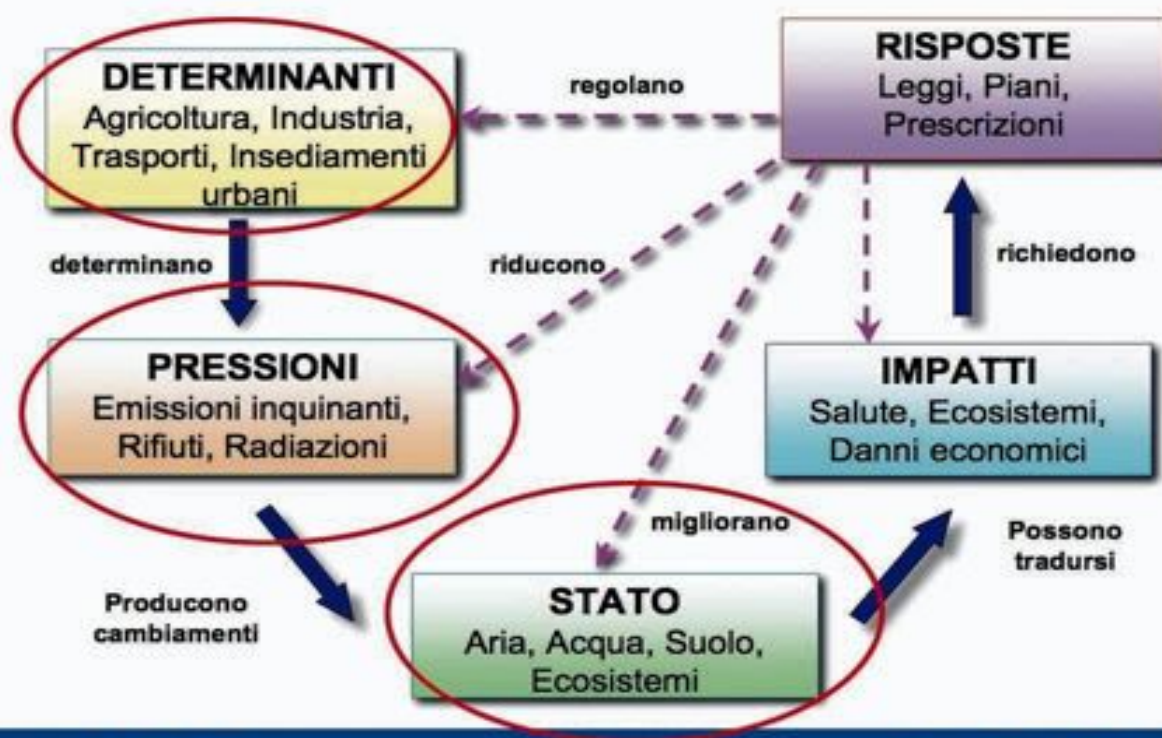 DETERMINANTI
Agricoltura, Industria,
Trasporti, Insediamenti
urbani
regolano
RISPOSTE
Leggi, Piani,
Prescrizioni
determinano
riducono
richiedono
PRESSIONI
Emissioni inquinanti,
Rifiuti, Radiazioni
IMPATTI
Salute, Ecosistemi,
Danni economici
migliorano
Possono
tradursi
Producono
cambiamenti
STATO
Aria, Acqua, Suolo,
Ecosistemi